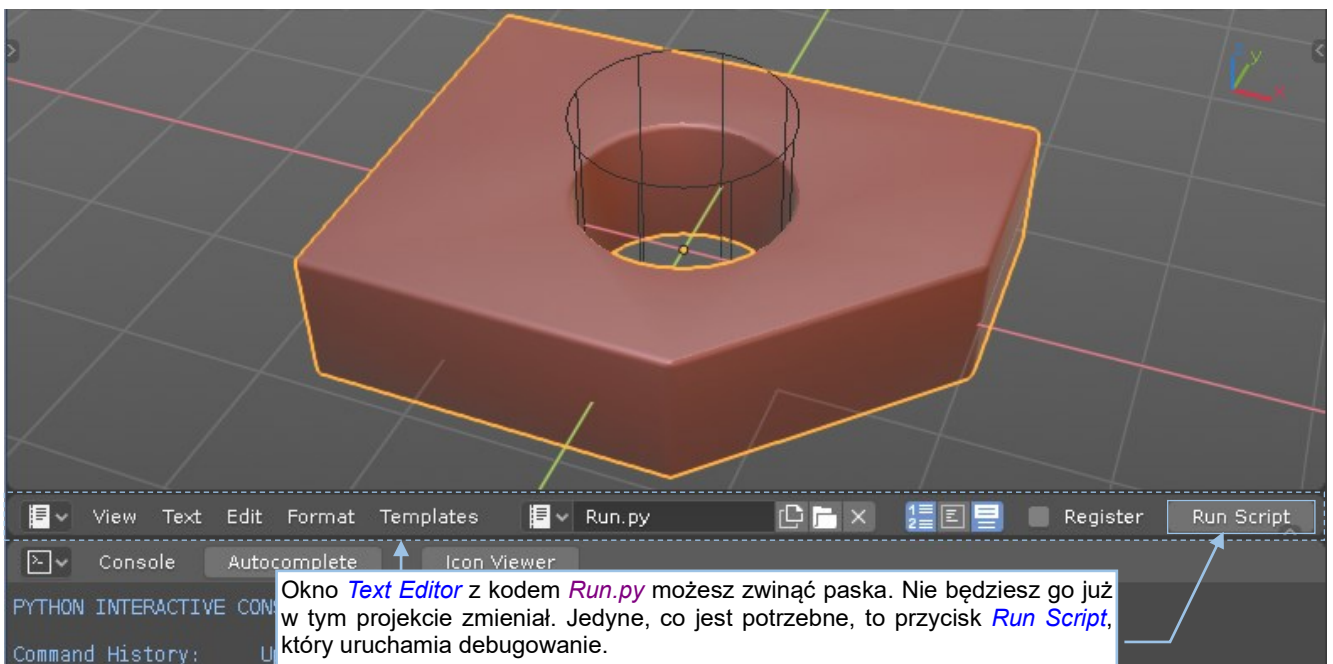 y
x
View Text Edit Format Templates Run.py Register Run Script
Console Autocomplete Icon Viewer
PYTHON INTERACTIVE CONS
Command History: U
Okno Text Editor z kodem Run.py możesz zwinąć paska. Nie będziesz go już
w tym projekcie zmieniał. Jedyne, co jest potrzebne, to przycisk Run Script,
który uruchamia debugowanie.